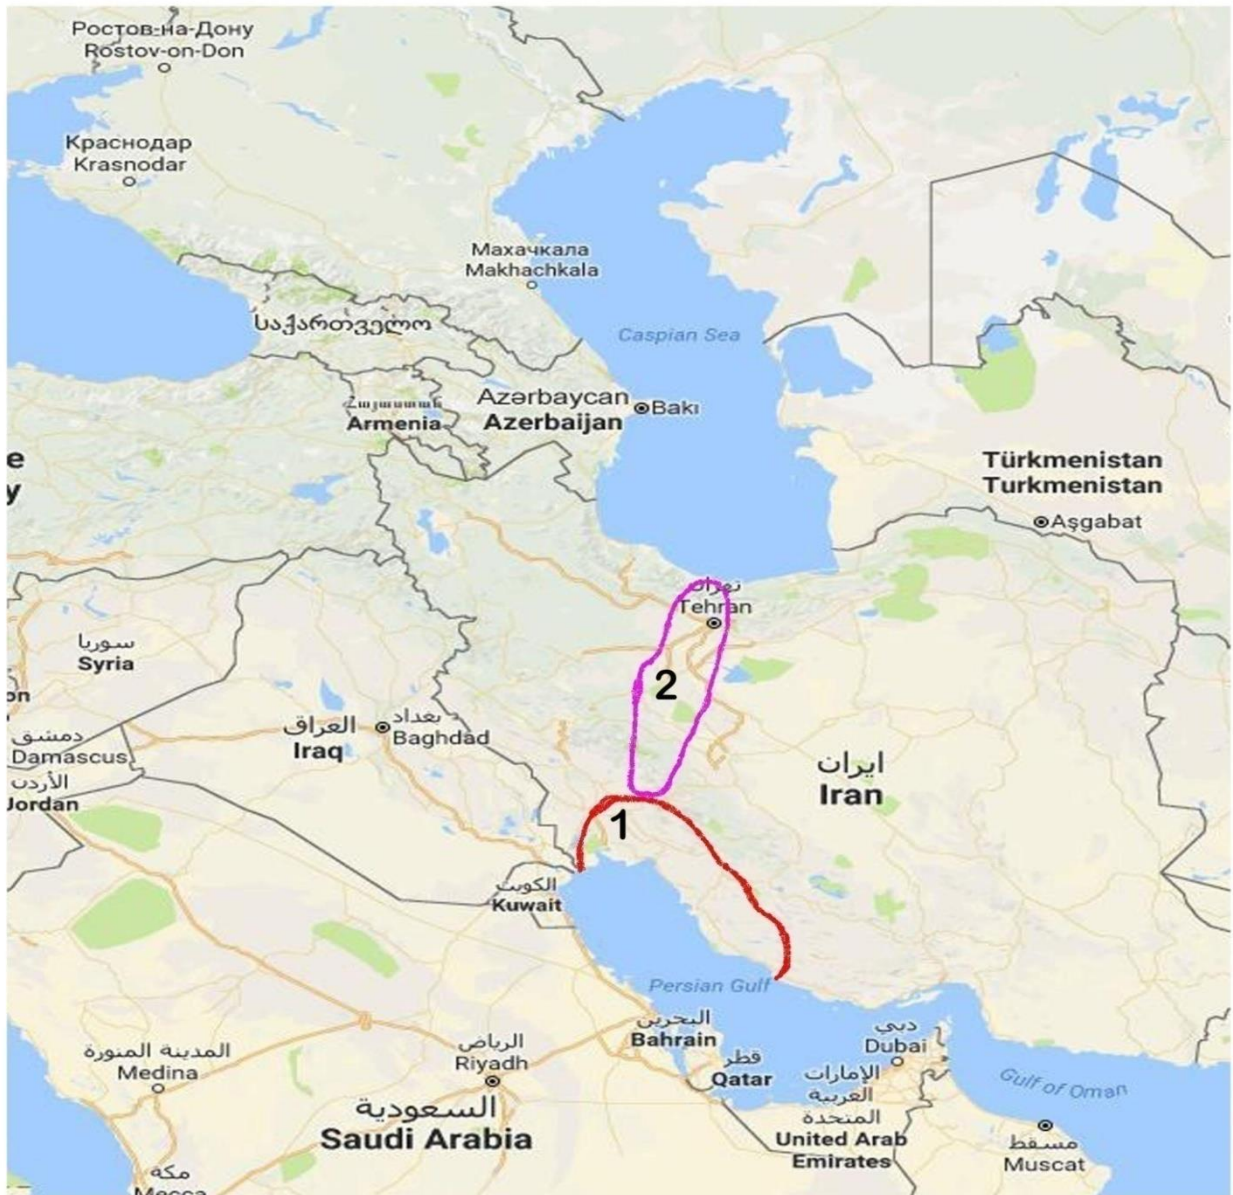 Ростов-на-Дону
Rostov-on-Don
Краснодар
Krasnodar
Махачкала
Makhachkala
Caspian Sea
საქართველო
Azərbaycan
Azerbaijan
Bakı
Հայաստան
Armenia
e
y
Türkmenistan
Turkmenistan
Aşgabat
تهران
Tehran
سوريا
Syria
on
2
العراق
Iraq
بغداد
Baghdad
دمشق
Damascus
ایران
Iran
الأردن
Jordan
1
الكويت
Kuwait
Persian Gulf
البحرين
Bahrain
المدينة المنورة
Medina
الرياض
Riyadh
قطر
Qatar
دبي
Dubai
الإمارات
العربية
المتحدة
United Arab
Emirates
Gulf of Oman
السعودية
Saudi Arabia
مسقط
Muscat
مكة
Mecca